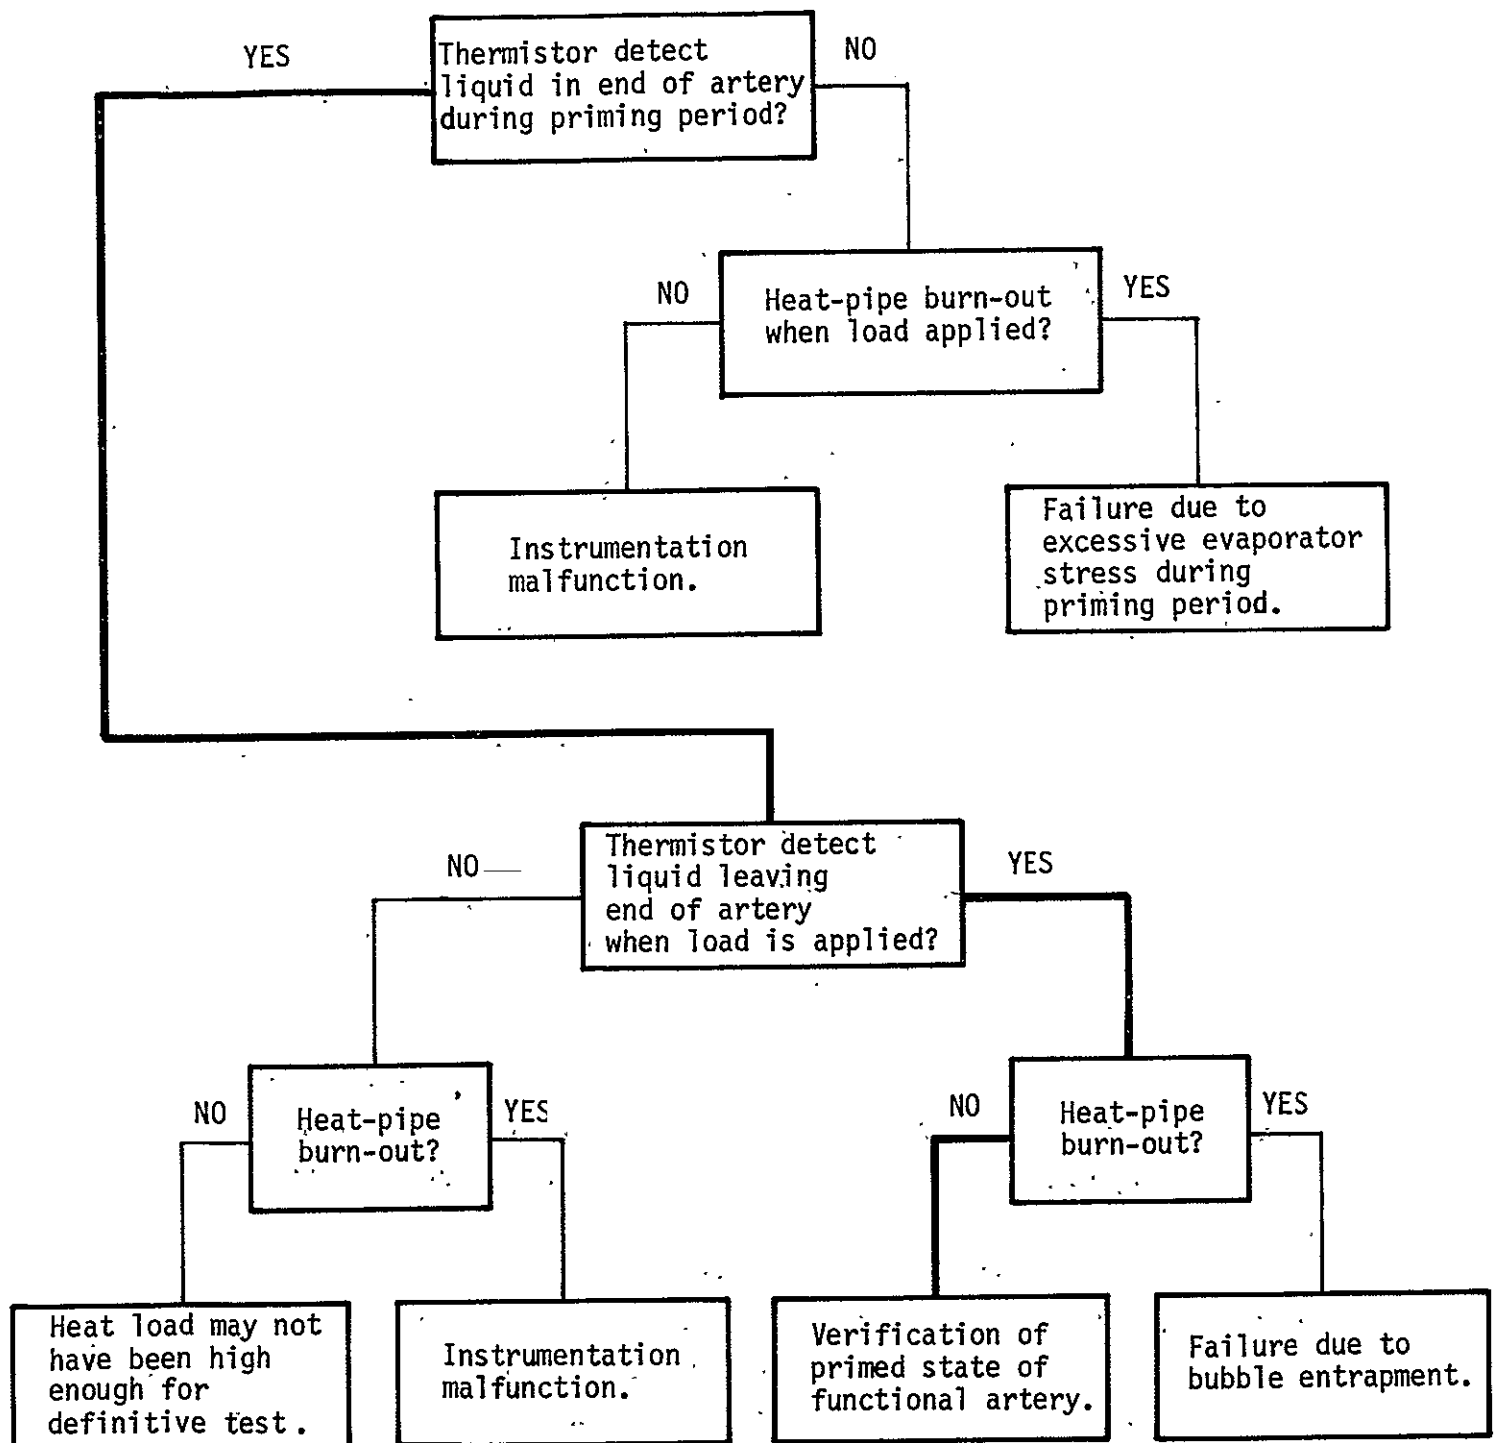 YES
Thermistor detect
liquid in end of artery
during priming period?
NO
NO
Heat-pipe burn-out
when load applied?
YES
Instrumentation
malfunction.
Failure due to
excessive evaporator
stress during
priming period.
NO
Thermistor detect
liquid leaving
end of artery
when load is applied?
YES
NO
Heat-pipe
burn-out?
YES
NO
Heat-pipe
burn-out?
YES
Heat load may not
have been high
enough for
definitive test.
Instrumentation
malfunction.
Verification of
primed state of
functional artery.
Failure due to
bubble entrapment.